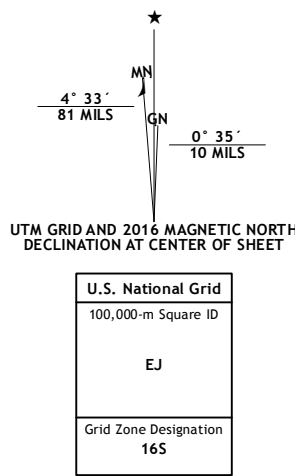 MN
4° 33´
81 MILS
GN
0° 35´
10 MILS
UTM GRID AND 2016 MAGNETIC NORTH
DECLINATION AT CENTER OF SHEET
U.S. National Grid
100,000-m Square ID
EJ
Grid Zone Designation
16S